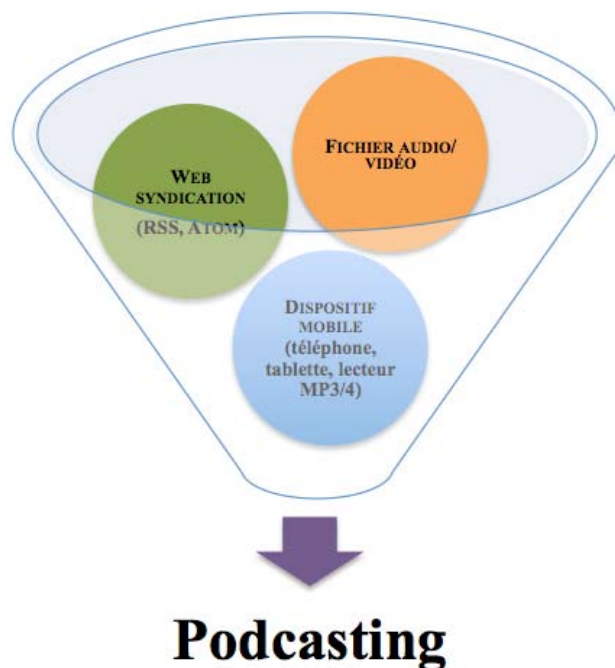 WEB
SYNDICATION
(RSS, ATOM)
FICHIER AUDIO/
VIDÉO
DISPOSITIF
MOBILE
(téléphone,
tablette, lecteur
MP3/4)
Podcasting